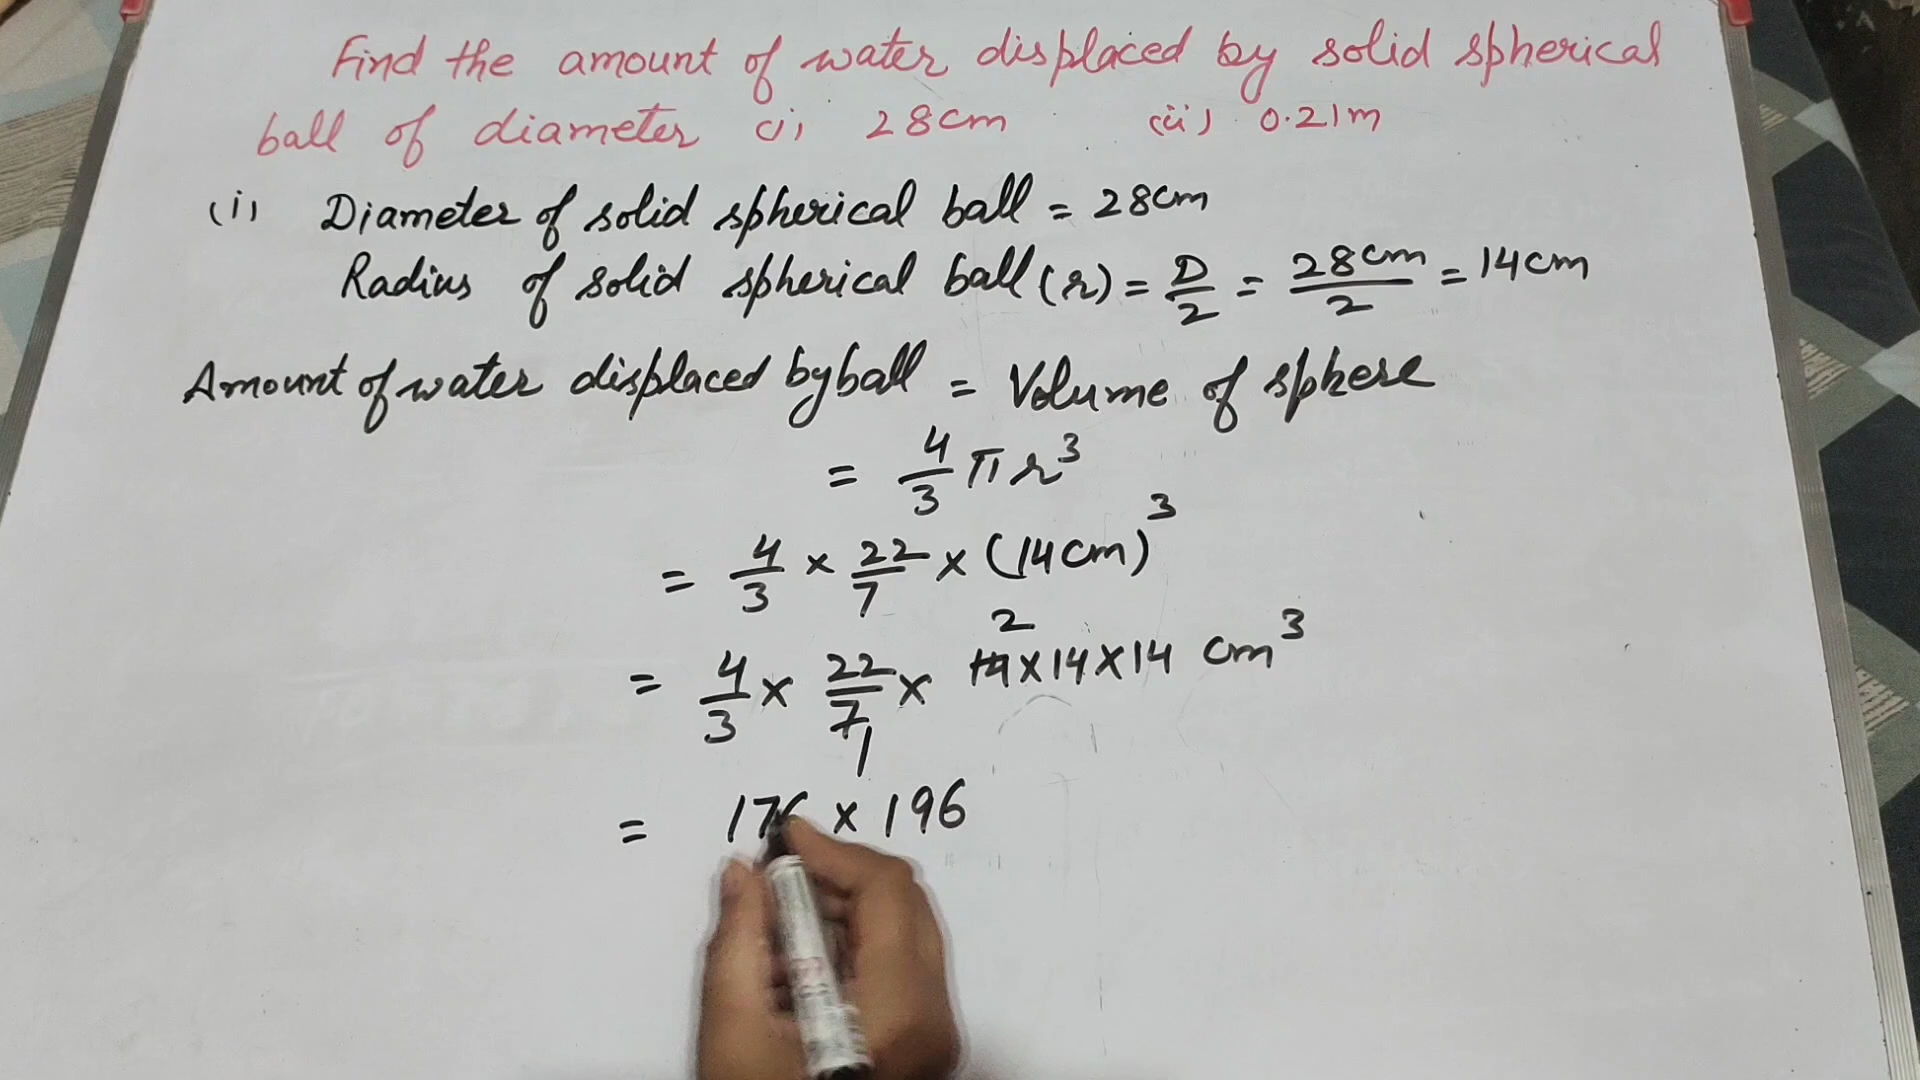 Find the amount of water displaced by solid spherical
ball of diameter (i) 28cm (ii) 0.21m
(i) Diameter of solid spherical ball = 28cm
Radius of solid spherical ball (r) = D/2 = 28cm/2 = 14cm
Amount of water displaced by ball = Volume of sphere
= 4/3 π r³
= 4/3 × 22/7 × (14cm)³
2
= 4/3 × 22/7 × 14×14×14 cm³
1
= 176 × 196